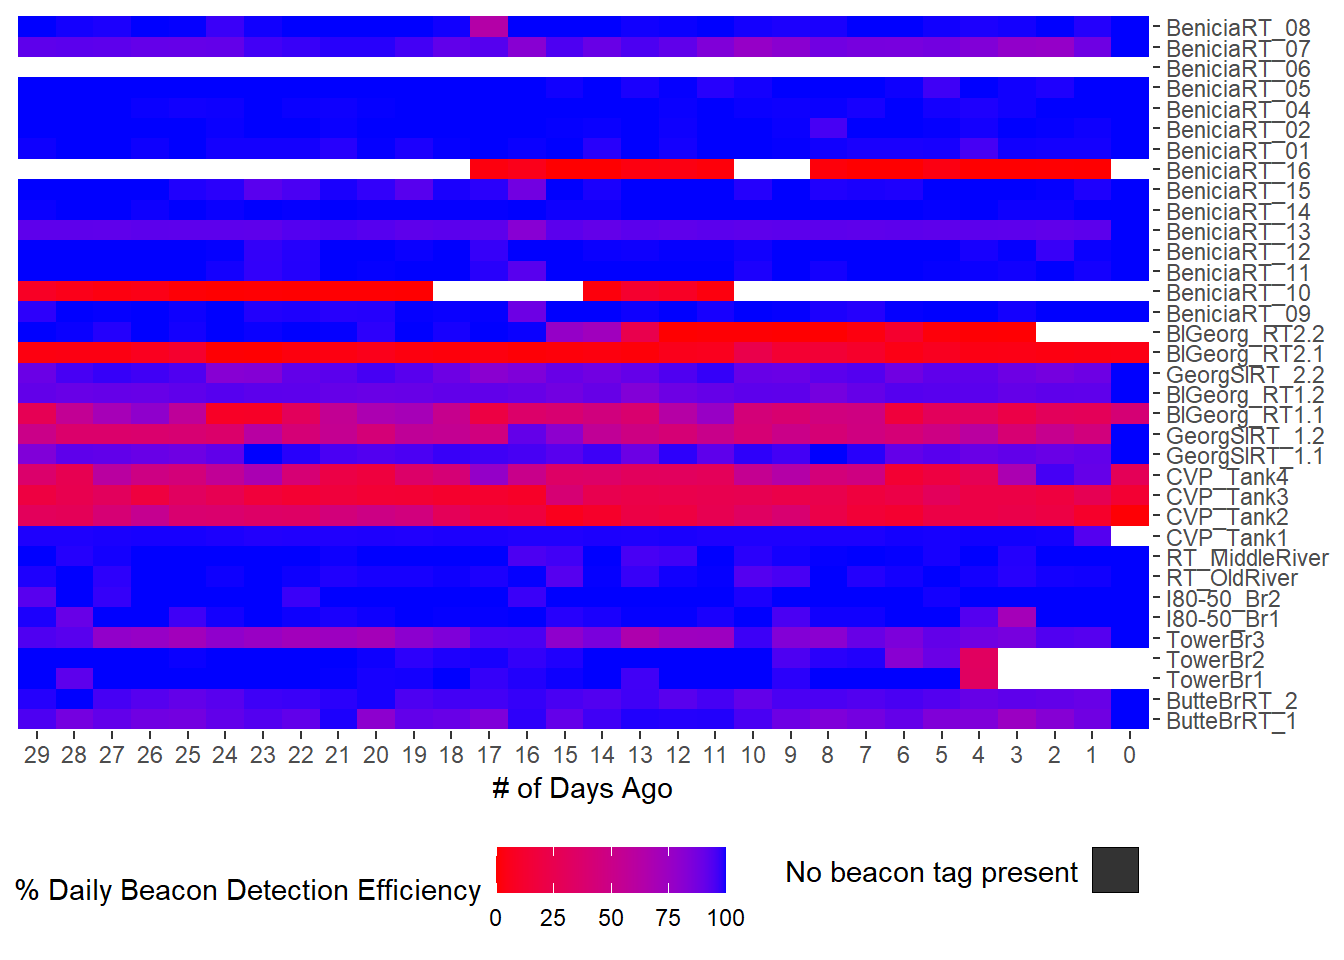 BeniciaRT_08
BeniciaRT_07
BeniciaRT_06
BeniciaRT_05
BeniciaRT_04
BeniciaRT_02
BeniciaRT_01
BeniciaRT_16
BeniciaRT_15
BeniciaRT_14
BeniciaRT_13
BeniciaRT_12
BeniciaRT_11
BeniciaRT_10
BeniciaRT_09
BlGeorg_RT2.2
BlGeorg_RT2.1
GeorgSlRT_2.2
BlGeorg_RT1.2
BlGeorg_RT1.1
GeorgSlRT_1.2
GeorgSlRT_1.1
CVP_Tank4
CVP_Tank3
CVP_Tank2
CVP_Tank1
RT_MiddleRiver
RT_OldRiver
I80-50_Br2
I80-50_Br1
TowerBr3
TowerBr2
TowerBr1
ButteBrRT_2
ButteBrRT_1
29 28 27 26 25 24 23 22 21 20 19 18 17 16 15 14 13 12 11 10 9 8 7 6 5 4 3 2 1 0
# of Days Ago
% Daily Beacon Detection Efficiency
0 25 50 75 100
No beacon tag present